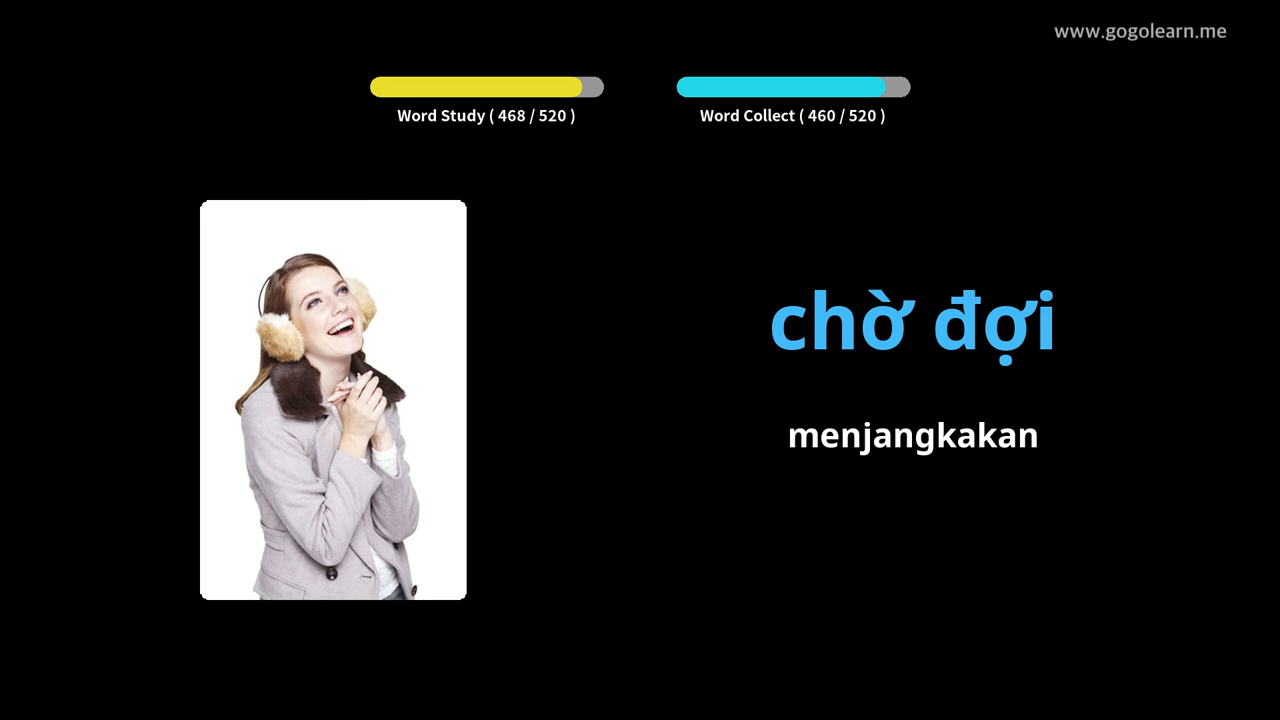 www.gogolearn.me
Word Study ( 468 / 520 )
Word Collect ( 460 / 520 )
chờ đợi
menjangkakan